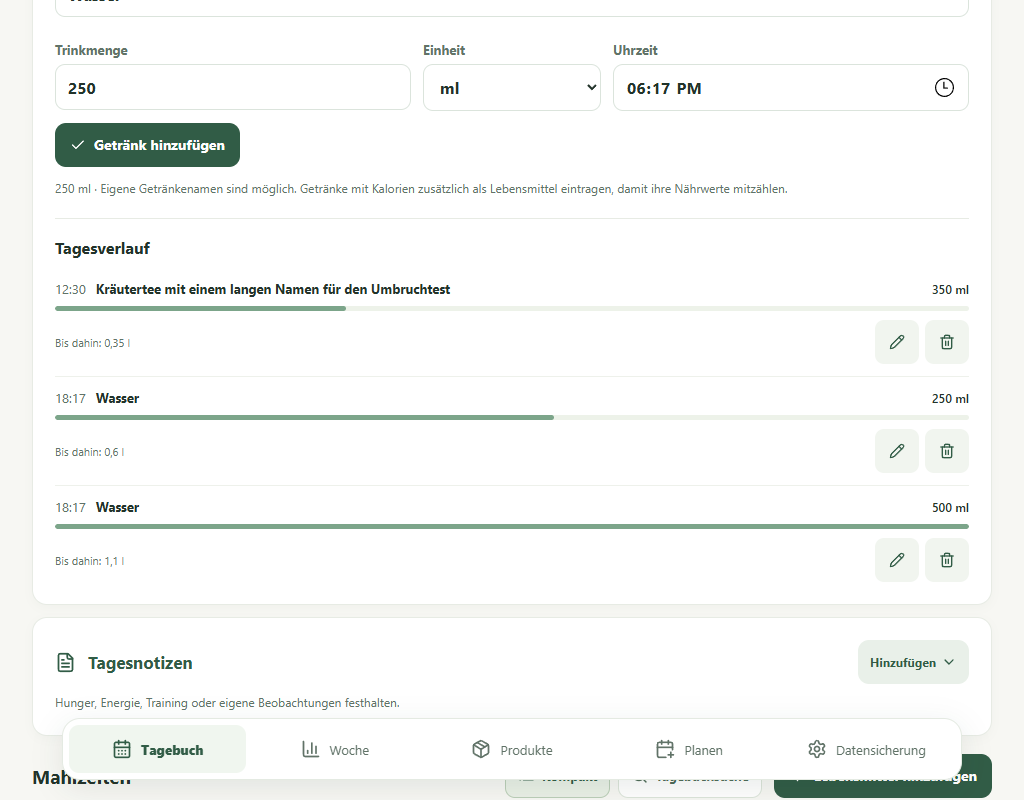 Wasser
Trinkmenge
Einheit
Uhrzeit
250
ml
06:17 PM
Getränk hinzufügen
250 ml · Eigene Getränkenamen sind möglich. Getränke mit Kalorien zusätzlich als Lebensmittel eintragen, damit ihre Nährwerte mitzählen.
Tagesverlauf
12:30 Kräutertee mit einem langen Namen für den Umbruchtest 350 ml
Bis dahin: 0,35 l
18:17 Wasser 250 ml
Bis dahin: 0,6 l
18:17 Wasser 500 ml
Bis dahin: 1,1 l
Tagesnotizen
Hinzufügen
Hunger, Energie, Training oder eigene Beobachtungen festhalten.
Tagebuch
Woche
Produkte
Planen
Datensicherung
Mahlzeiten